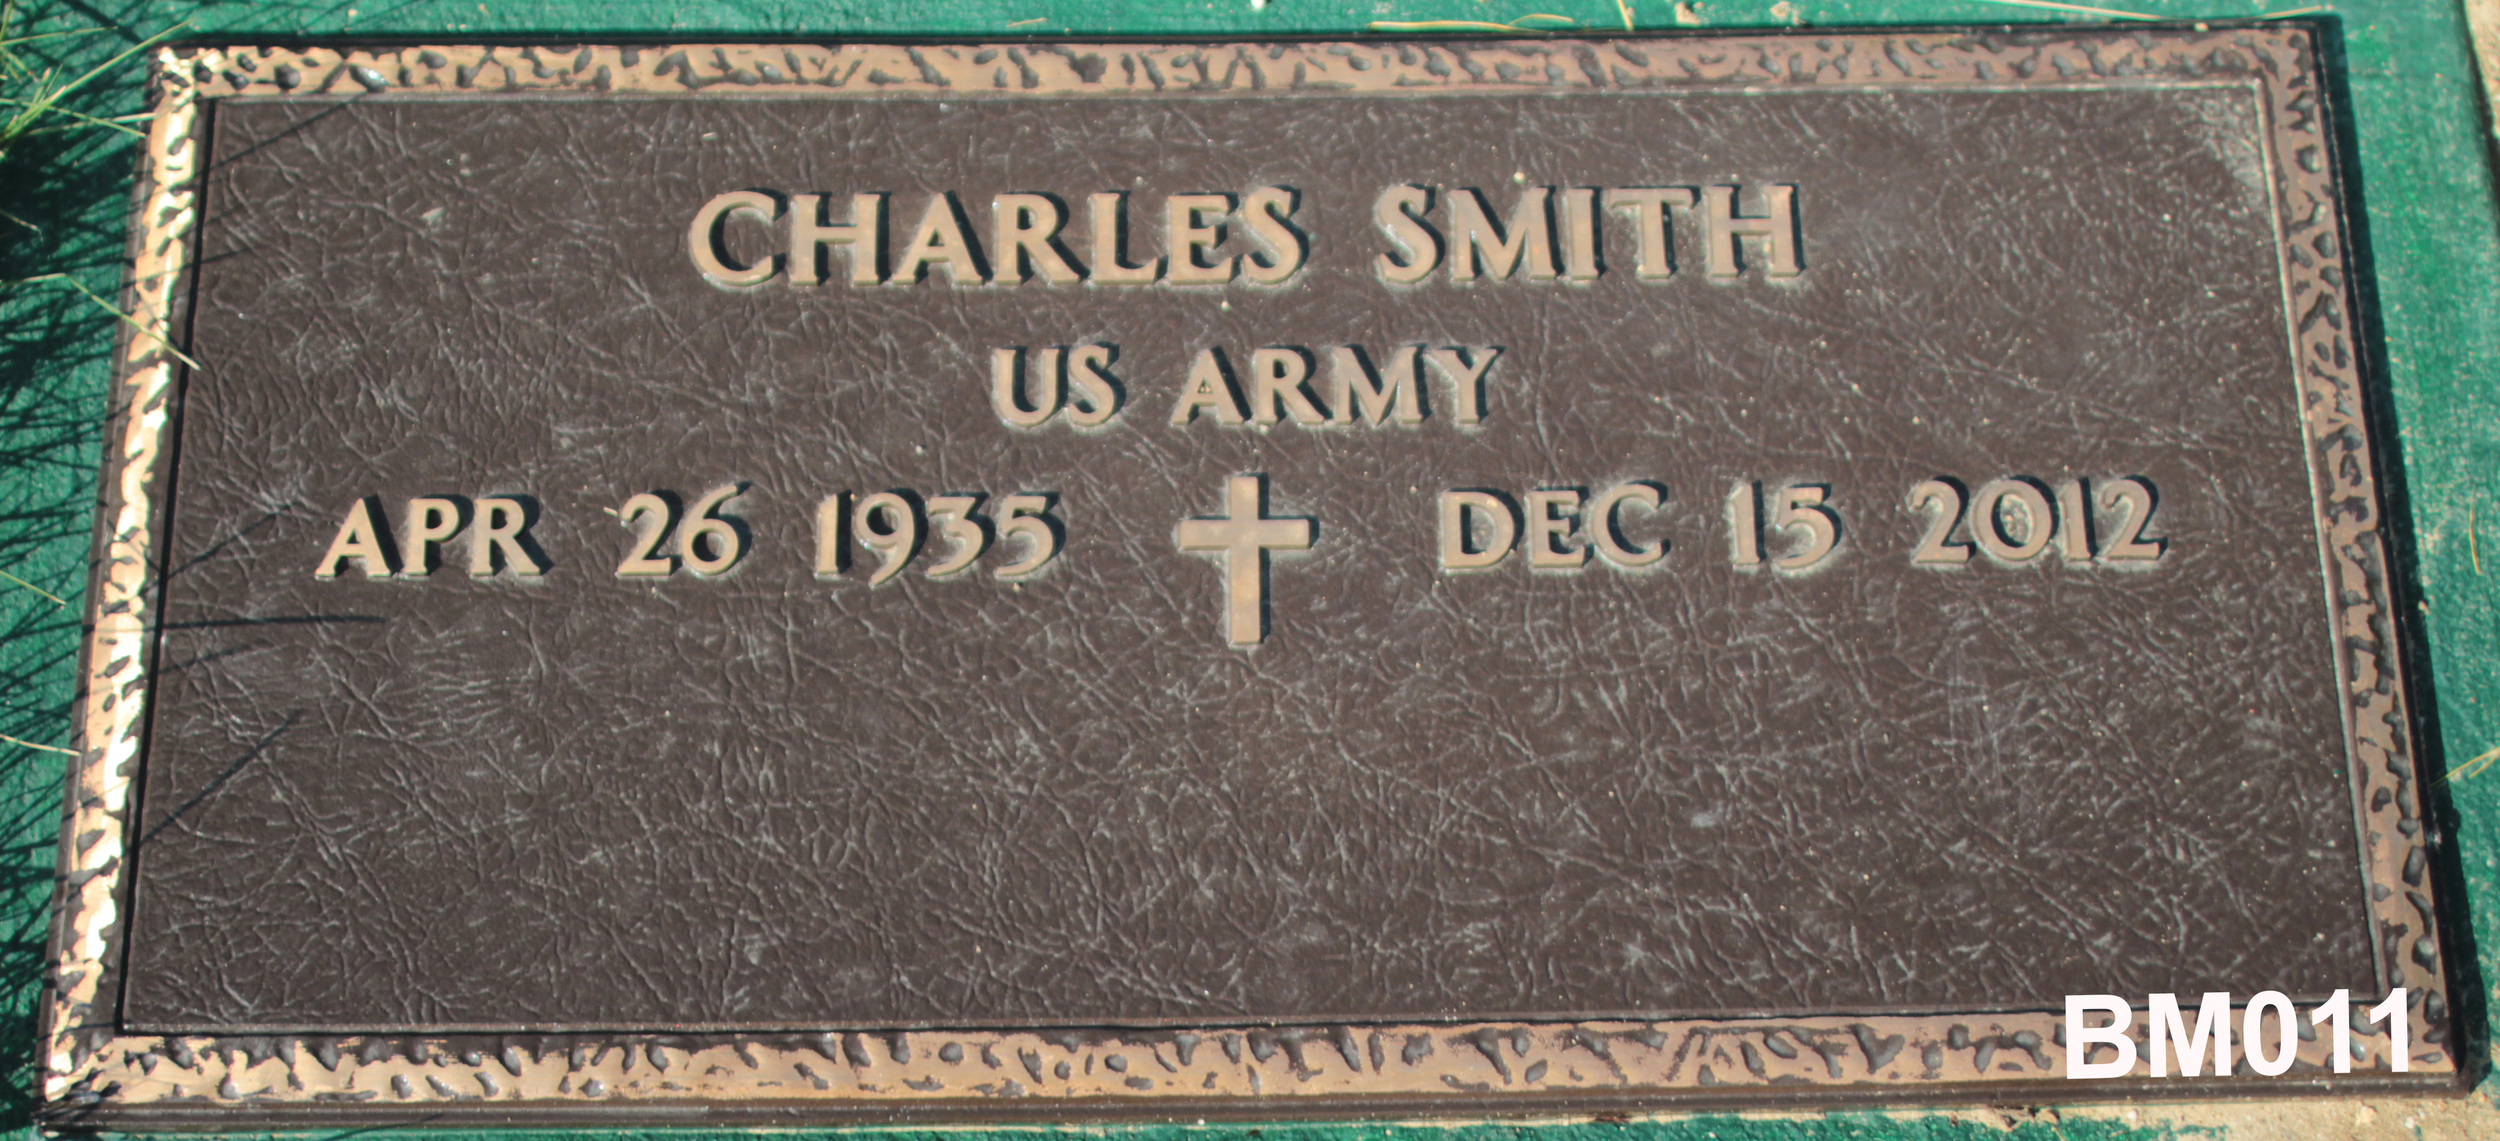 CHARLES SMITH
US ARMY
APR 26 1935 DEC 15 2012
BM011